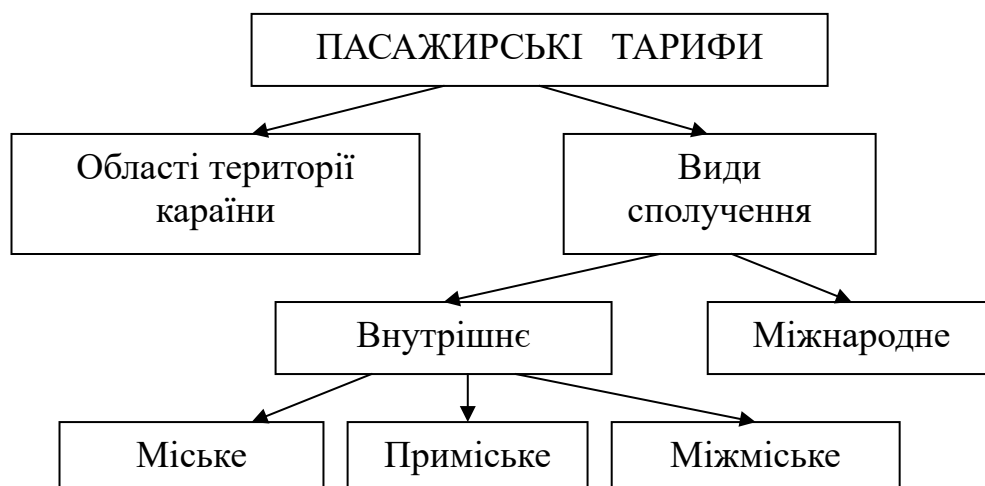 ПАСАЖИРСЬКІ ТАРИФИ
Області території
караїни
Види
сполучення
Внутрішнє
Міжнародне
Міське
Приміське
Міжміське